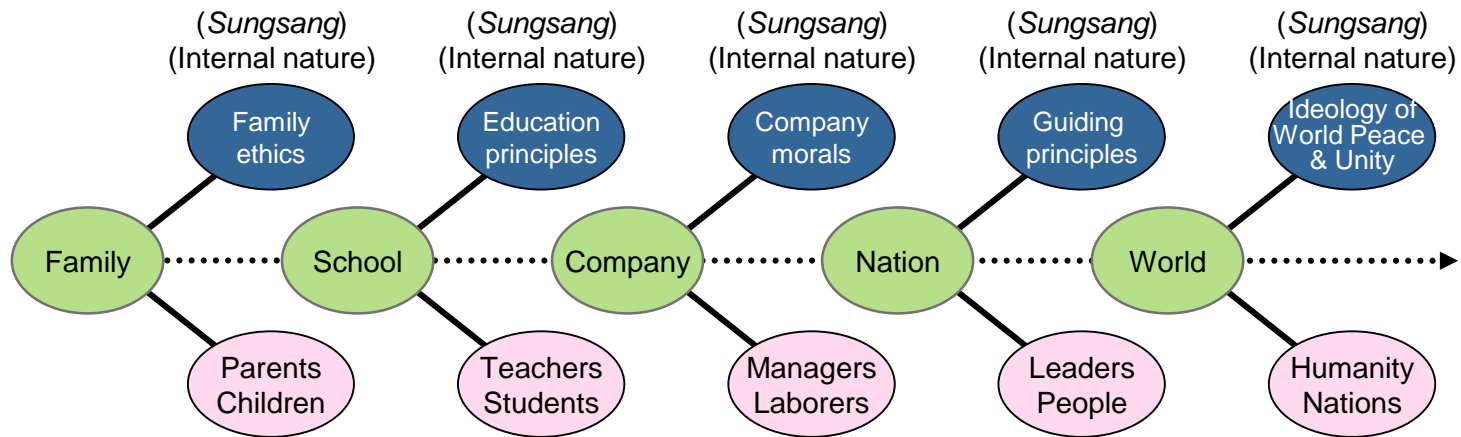 (Sungsang) (Sungsang) (Sungsang) (Sungsang) (Sungsang)
(Internal nature) (Internal nature) (Internal nature) (Internal nature) (Internal nature)
Family
ethics
Education
principles
Company
morals
Guiding
principles
Ideology of
World Peace
& Unity
Family School Company Nation World
Parents
Children
Teachers
Students
Managers
Laborers
Leaders
People
Humanity
Nations